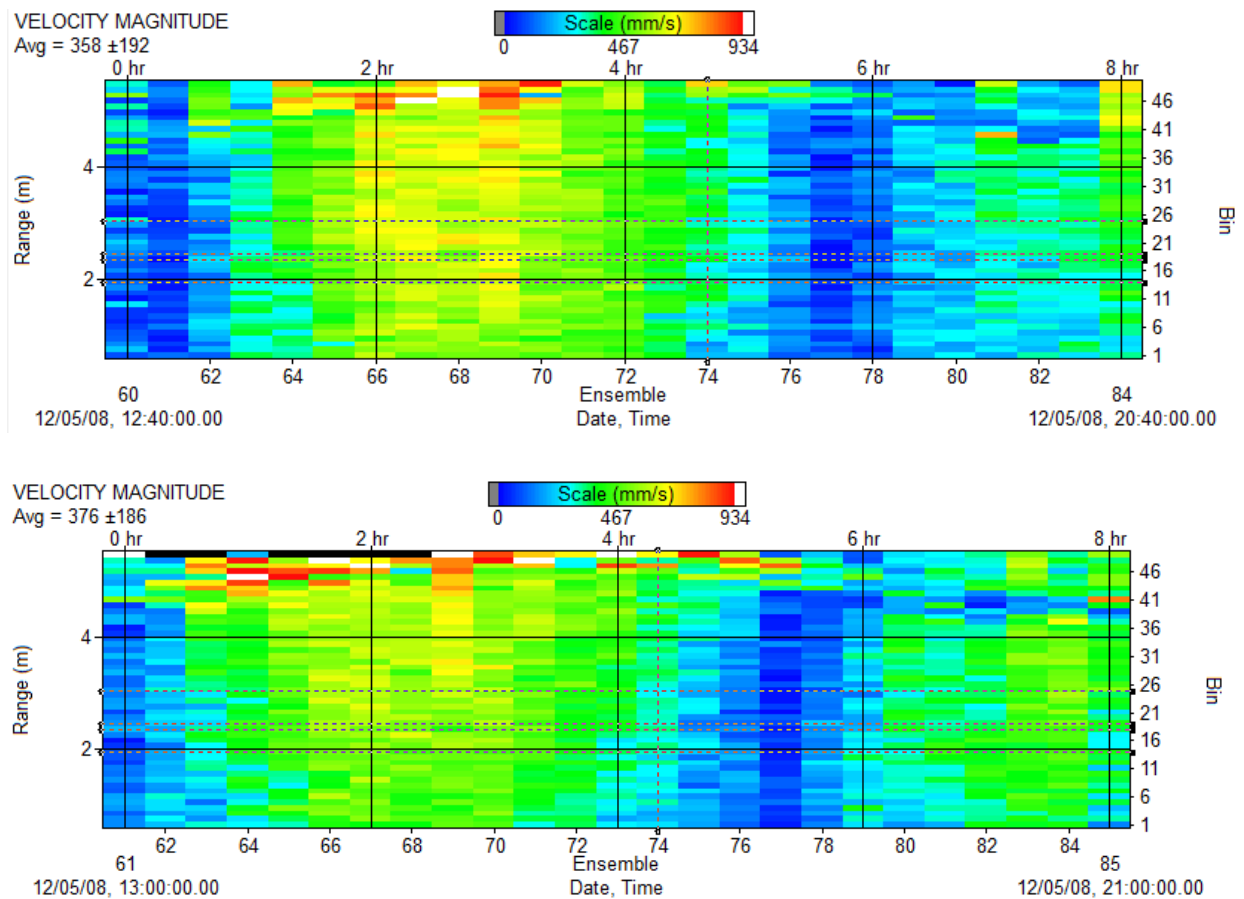 VELOCITY MAGNITUDE
Avg = 358 ±192
Scale (mm/s)
0 467 934
0 hr 2 hr 4 hr 6 hr 8 hr
Range (m)
4
2
46
41
36
31
26
21
16
11
6
1
Bin
62 64 66 68 70 72 74 76 78 80 82
60 Ensemble 84
12/05/08, 12:40:00.00 Date, Time 12/05/08, 20:40:00.00
VELOCITY MAGNITUDE
Avg = 376 ±186
Scale (mm/s)
0 467 934
0 hr 2 hr 4 hr 6 hr 8 hr
Range (m)
4
2
46
41
36
31
26
21
16
11
6
1
Bin
62 64 66 68 70 72 74 76 78 80 82 84
61 Ensemble 85
12/05/08, 13:00:00.00 Date, Time 12/05/08, 21:00:00.00